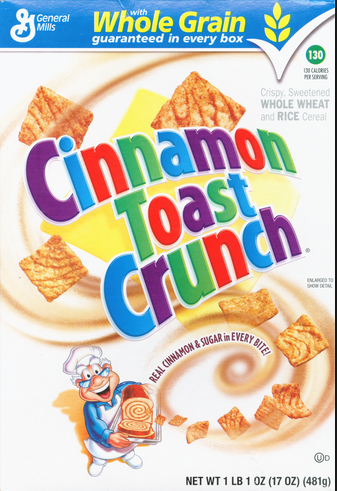 General
Mills
with
Whole Grain
guaranteed in every box
130
130 CALORIES
PER SERVING
Crispy, Sweetened
WHOLE WHEAT
and RICE Cereal
Cinnamon
Toast
Crunch®
ENLARGED TO
SHOW DETAIL
REAL CINNAMON & SUGAR in EVERY BITE!
U D
NET WT 1 LB 1 OZ (17 OZ) (481g)